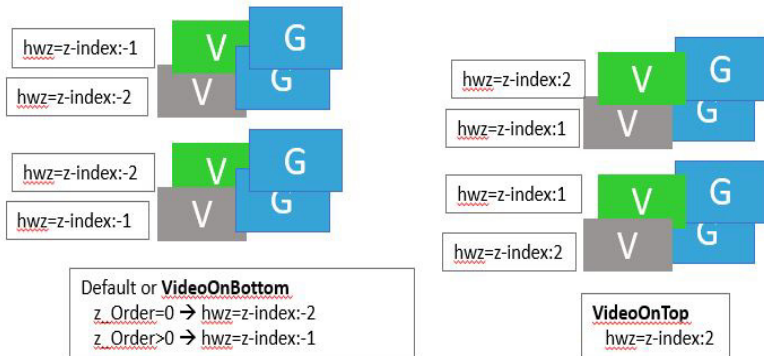 hwz=z-index:-1
V
G
hwz=z-index:-2
V
G
hwz=z-index:-2
V
G
hwz=z-index:-1
V
G
Default or VideoOnBottom
z_Order=0 → hwz=z-index:-2
z_Order>0 → hwz=z-index:-1
hwz=z-index:2
V
G
hwz=z-index:1
V
G
hwz=z-index:1
V
G
hwz=z-index:2
V
G
VideoOnTop
hwz=z-index:2